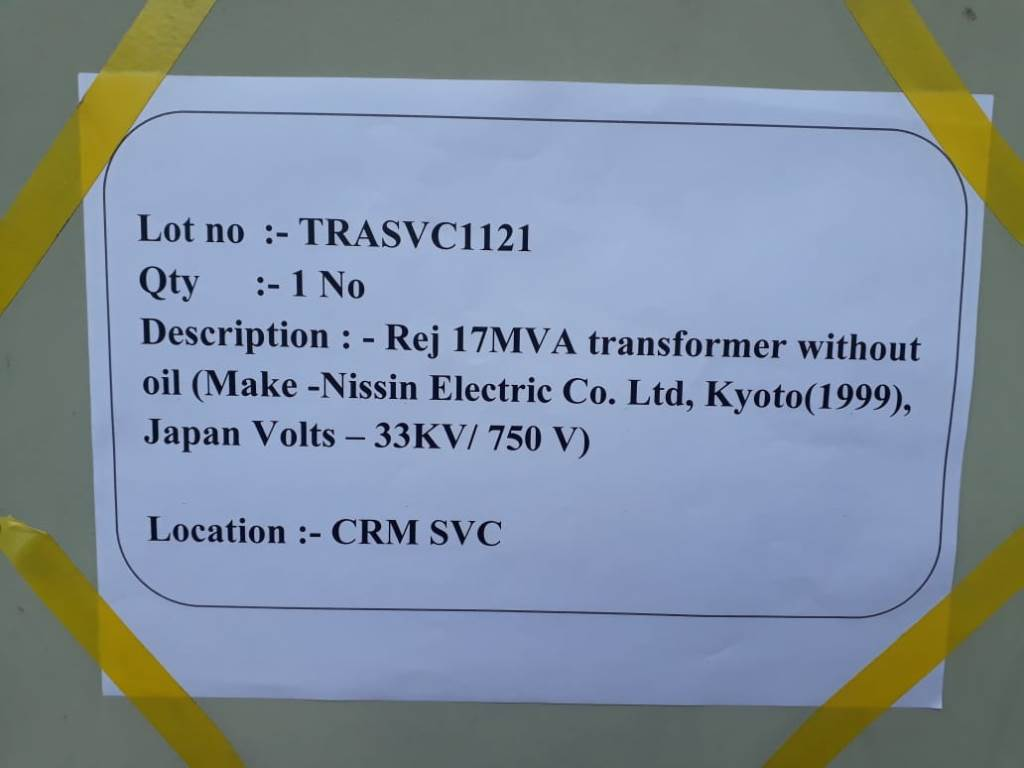 Lot no :- TRASVC1121
Qty :- 1 No
Description : - Rej 17MVA transformer without
oil (Make -Nissin Electric Co. Ltd, Kyoto(1999),
Japan Volts – 33KV/ 750 V)
Location :- CRM SVC